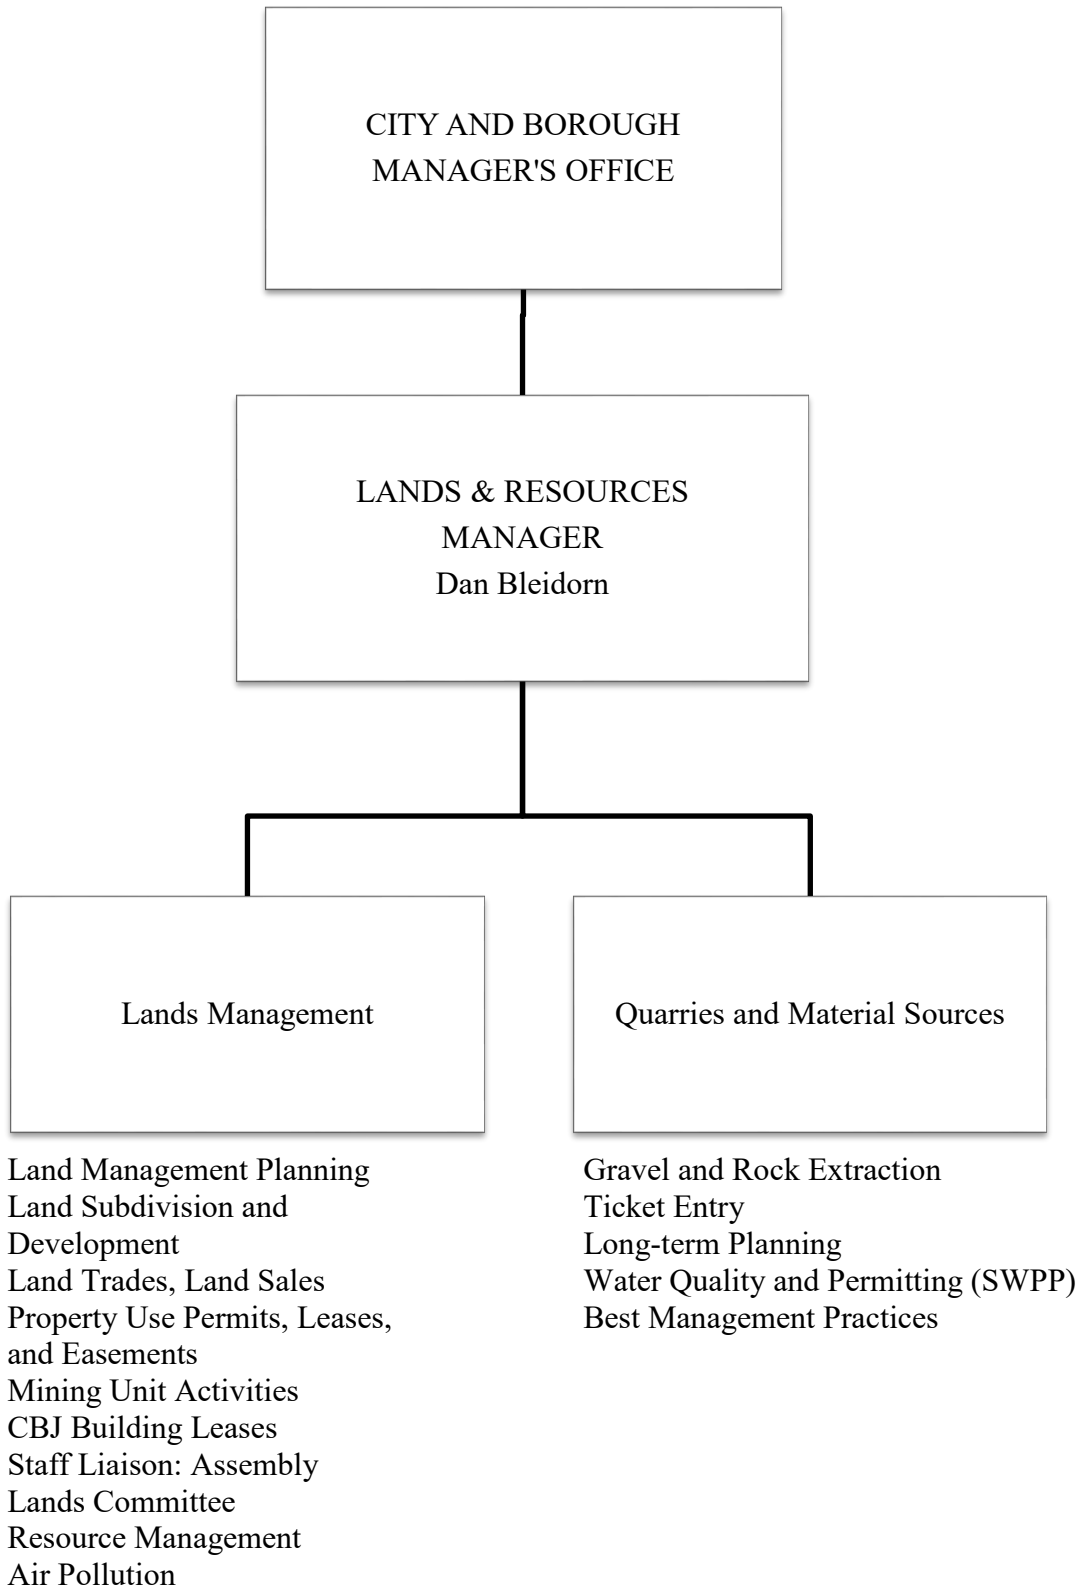 CITY AND BOROUGH
MANAGER'S OFFICE
LANDS & RESOURCES
MANAGER
Dan Bleidorn
Lands Management
Quarries and Material Sources
Land Management Planning
Land Subdivision and
Development
Land Trades, Land Sales
Property Use Permits, Leases,
and Easements
Mining Unit Activities
CBJ Building Leases
Staff Liaison: Assembly
Lands Committee
Resource Management
Air Pollution
Gravel and Rock Extraction
Ticket Entry
Long-term Planning
Water Quality and Permitting (SWPP)
Best Management Practices